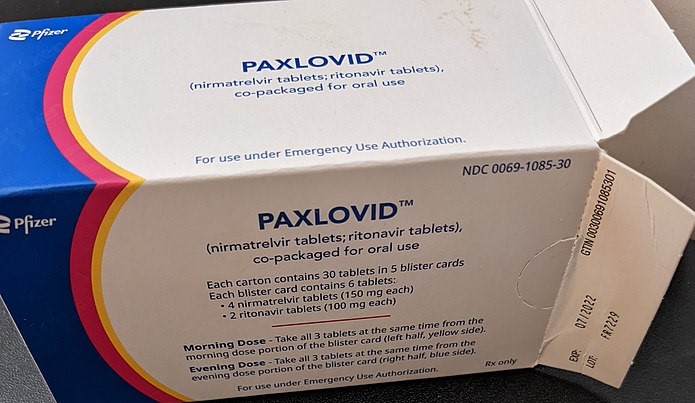 Pfizer
PAXLOVID™
(nirmatrelvir tablets; ritonavir tablets),
co-packaged for oral use
For use under Emergency Use Authorization.
NDC 0069-1085-30
Pfizer
PAXLOVID™
(nirmatrelvir tablets; ritonavir tablets),
co-packaged for oral use
Each carton contains 30 tablets in 5 blister cards
Each blister card contains 6 tablets:
• 4 nirmatrelvir tablets (150 mg each)
• 2 ritonavir tablets (100 mg each)
Morning Dose - Take all 3 tablets at the same time from the
morning dose portion of the blister card (left half, yellow side).
Evening Dose - Take all 3 tablets at the same time from the
evening dose portion of the blister card (right half, blue side).
For use under Emergency Use Authorization.
Rx only
GTIN 00300691085301
EXP: 07/2022
LOT: FR7229